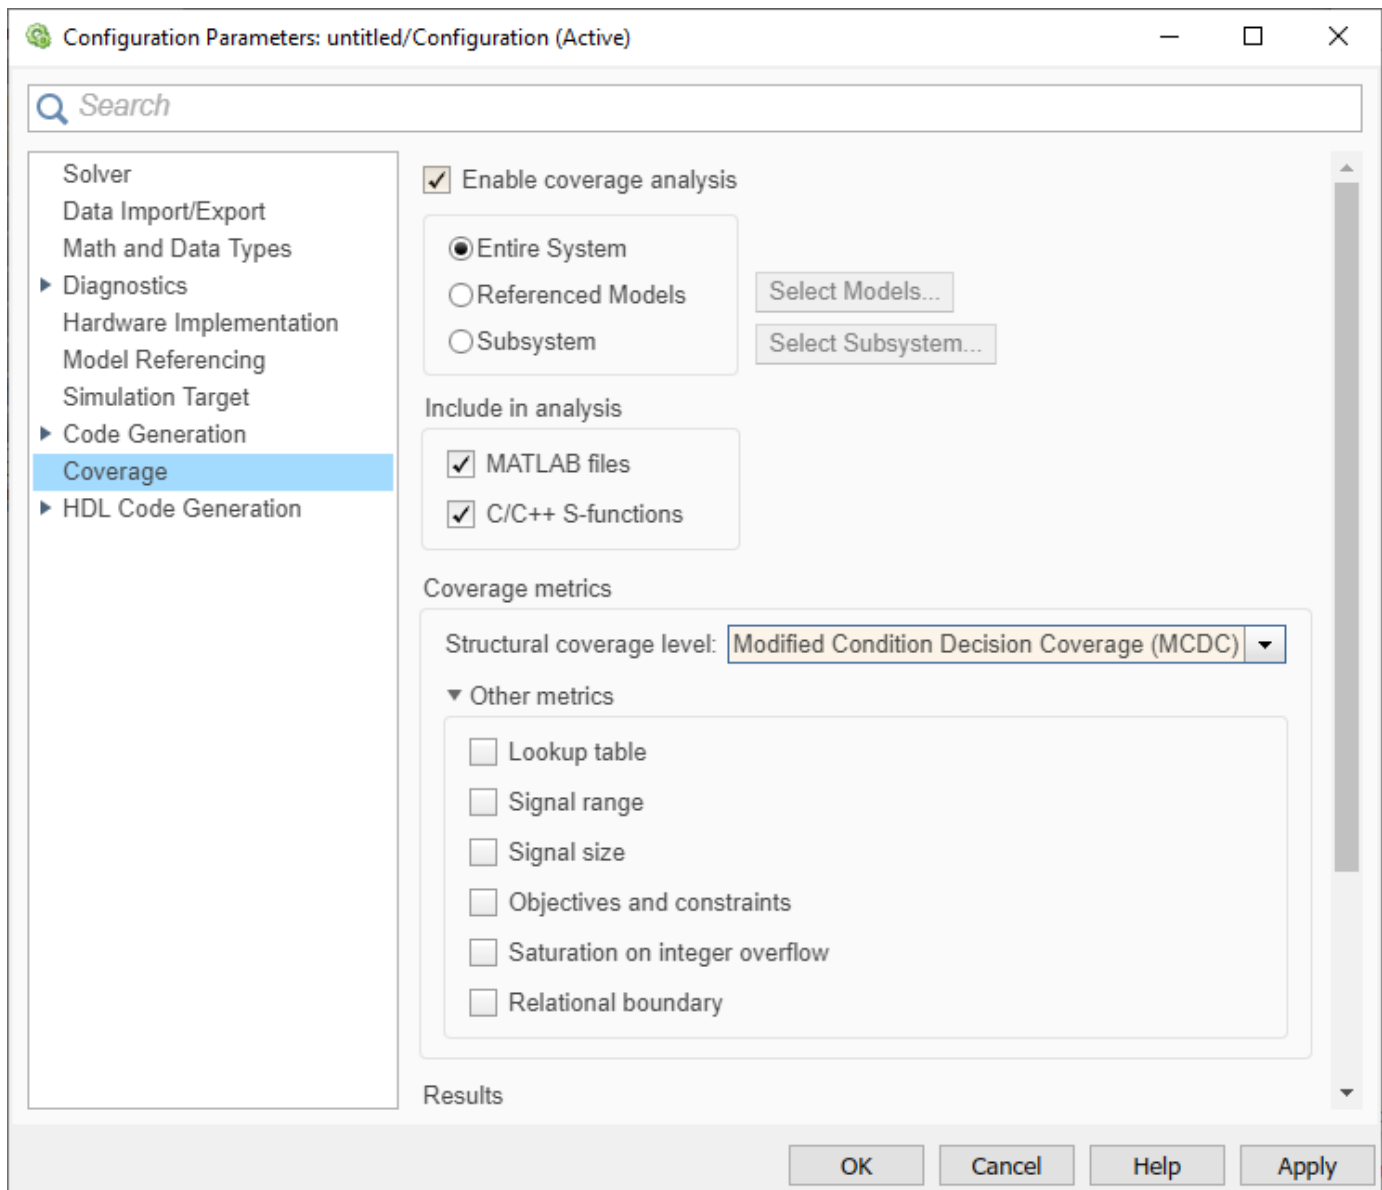 Configuration Parameters: untitled/Configuration (Active)
Search
Solver
Data Import/Export
Math and Data Types
Diagnostics
Hardware Implementation
Model Referencing
Simulation Target
Code Generation
Coverage
HDL Code Generation
Enable coverage analysis
Entire System
Referenced Models
Select Models...
Subsystem
Select Subsystem...
Include in analysis
MATLAB files
C/C++ S-functions
Coverage metrics
Structural coverage level: Modified Condition Decision Coverage (MCDC)
Other metrics
Lookup table
Signal range
Signal size
Objectives and constraints
Saturation on integer overflow
Relational boundary
Results
OK Cancel Help Apply